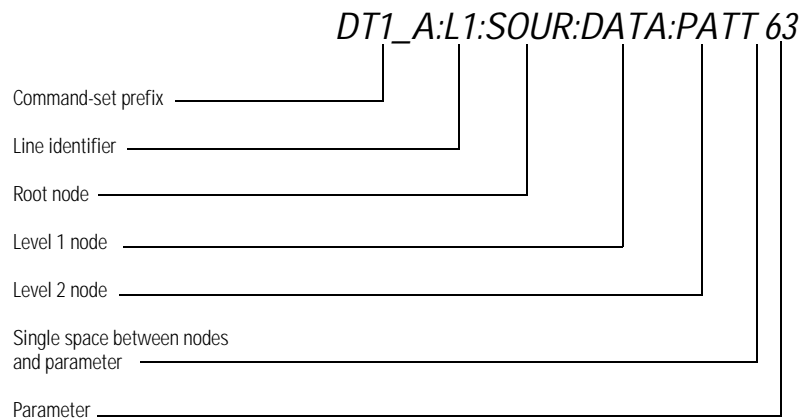 DT1_A:L1:SOUR:DATA:PATT 63
Command-set prefix
Line identifier
Root node
Level 1 node
Level 2 node
Single space between nodes
and parameter
Parameter